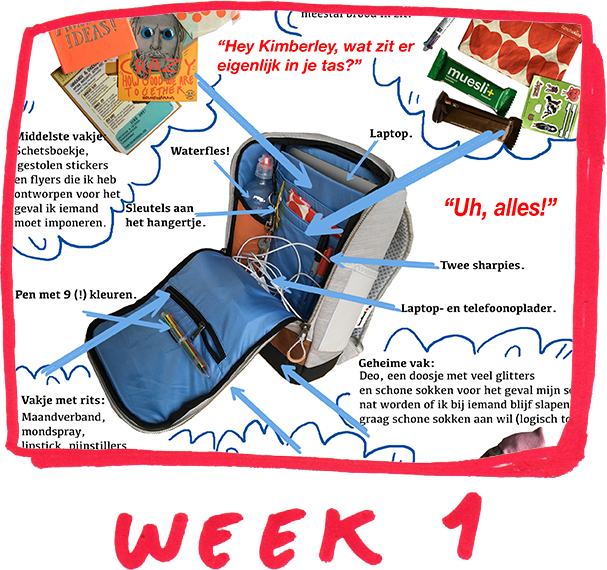 meestal brood in zit.
IDEAS!
"Hey Kimberley, wat zit er
eigenlijk in je tas?"
CRAZY
HOW GOOD WE ARE
TOGETHER
muesli+
Middelste vakje:
Schetsboekje,
gestolen stickers
en flyers die ik heb
ontworpen voor het
geval ik iemand
moet imponeren.
Waterfles!
Laptop.
Sleutels aan
het hangertje.
"Uh, alles!"
Twee sharpies.
Pen met 9 (!) kleuren.
Laptop- en telefoonoplader.
Vakje met rits:
Maandverband,
mondspray,
lipstick, pijnstillers
Geheime vak:
Deo, een doosje met veel glitters
en schone sokken voor het geval mijn s
nat worden of ik bij iemand blijf slapen
graag schone sokken aan wil (logisch to
WEEK 1